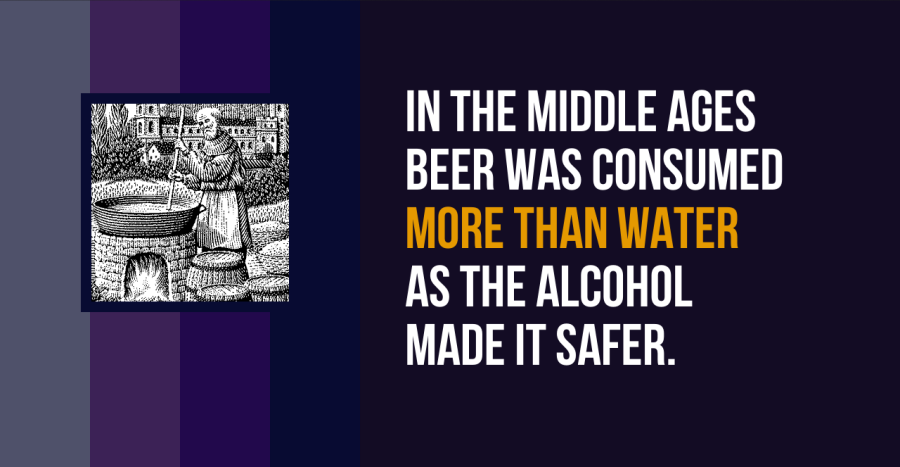 IN THE MIDDLE AGES
BEER WAS CONSUMED
MORE THAN WATER
AS THE ALCOHOL
MADE IT SAFER.